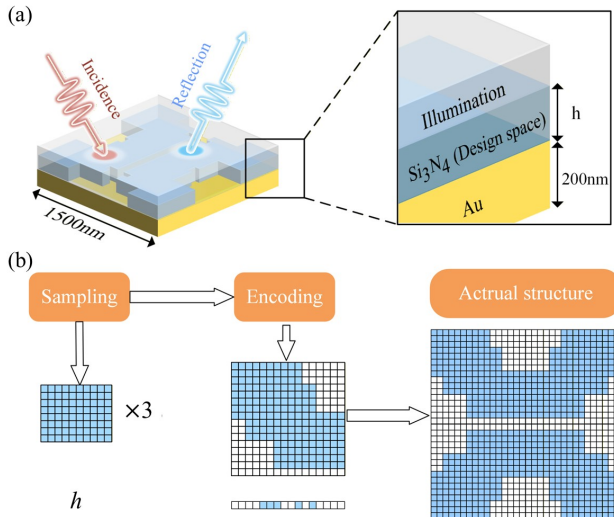 (a)
Incidence
Reflection
1500nm
Illumination
h
Si₃N₄ (Design space)
200nm
Au
(b)
Sampling
Encoding
Actrual structure
×3
h